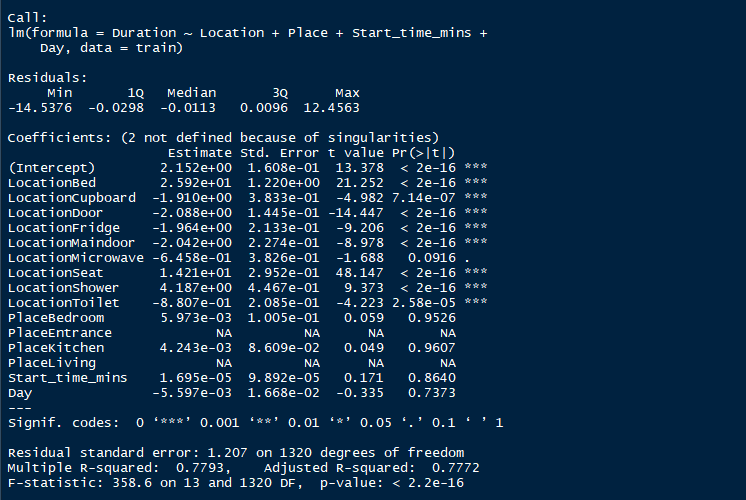 Call:
lm(formula = Duration ~ Location + Place + Start_time_mins +
    Day, data = train)
Residuals:
     Min       1Q   Median       3Q      Max
-14.5376  -0.0298  -0.0113   0.0096  12.4563
Coefficients: (2 not defined because of singularities)
                    Estimate Std. Error t value Pr(>|t|)
(Intercept)        2.152e+00  1.608e-01  13.378  < 2e-16 ***
LocationBed        2.592e+01  1.220e+00  21.252  < 2e-16 ***
LocationCupboard  -1.910e+00  3.833e-01  -4.982 7.14e-07 ***
LocationDoor      -2.088e+00  1.445e-01 -14.447  < 2e-16 ***
LocationFridge    -1.964e+00  2.133e-01  -9.206  < 2e-16 ***
LocationMaindoor  -2.042e+00  2.274e-01  -8.978  < 2e-16 ***
LocationMicrowave -6.458e-01  3.826e-01  -1.688   0.0916 .
LocationSeat       1.421e+01  2.952e-01  48.147  < 2e-16 ***
LocationShower     4.187e+00  4.467e-01   9.373  < 2e-16 ***
LocationToilet    -8.807e-01  2.085e-01  -4.223 2.58e-05 ***
PlaceBedroom       5.973e-03  1.005e-01   0.059   0.9526
PlaceEntrance             NA         NA      NA       NA
PlaceKitchen       4.243e-03  8.609e-02   0.049   0.9607
PlaceLiving               NA         NA      NA       NA
Start_time_mins    1.695e-05  9.892e-05   0.171   0.8640
Day               -5.597e-03  1.668e-02  -0.335   0.7373
---
Signif. codes:  0 ‘***’ 0.001 ‘**’ 0.01 ‘*’ 0.05 ‘.’ 0.1 ‘ ’ 1
Residual standard error: 1.207 on 1320 degrees of freedom
Multiple R-squared:  0.7793,    Adjusted R-squared:  0.7772
F-statistic: 358.6 on 13 and 1320 DF,  p-value: < 2.2e-16